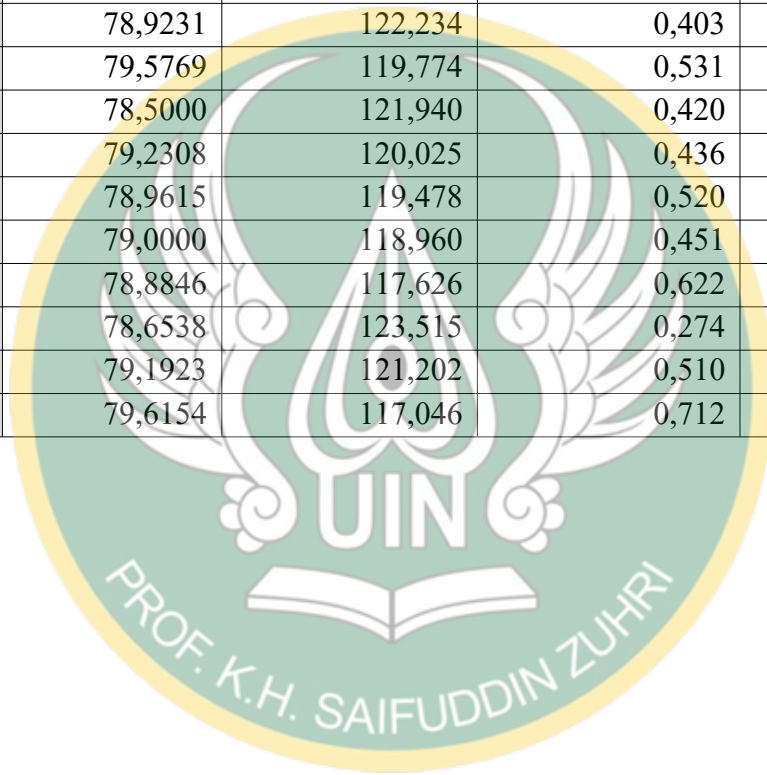 78,9231 122,234 0,403
79,5769 119,774 0,531
78,5000 121,940 0,420
79,2308 120,025 0,436
78,9615 119,478 0,520
79,0000 118,960 0,451
78,8846 117,626 0,622
78,6538 123,515 0,274
79,1923 121,202 0,510
79,6154 117,046 0,712
UIN
PROF. K.H. SAIFUDDIN ZUHRI